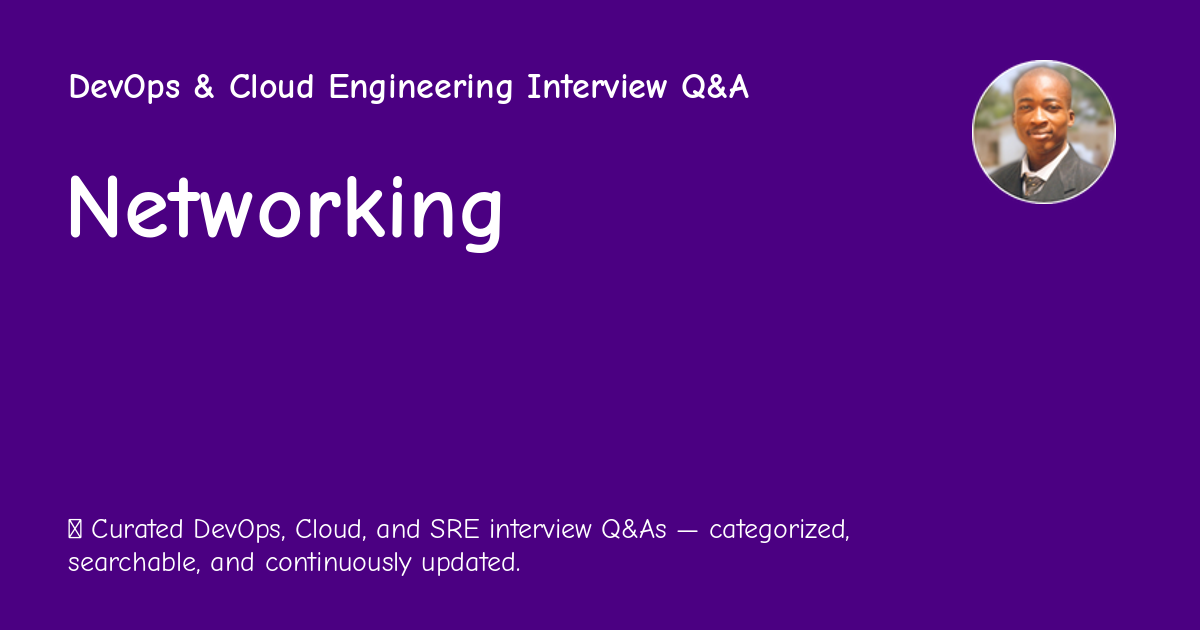 DevOps & Cloud Engineering Interview Q&A
Networking
Curated DevOps, Cloud, and SRE interview Q&As — categorized,
searchable, and continuously updated.